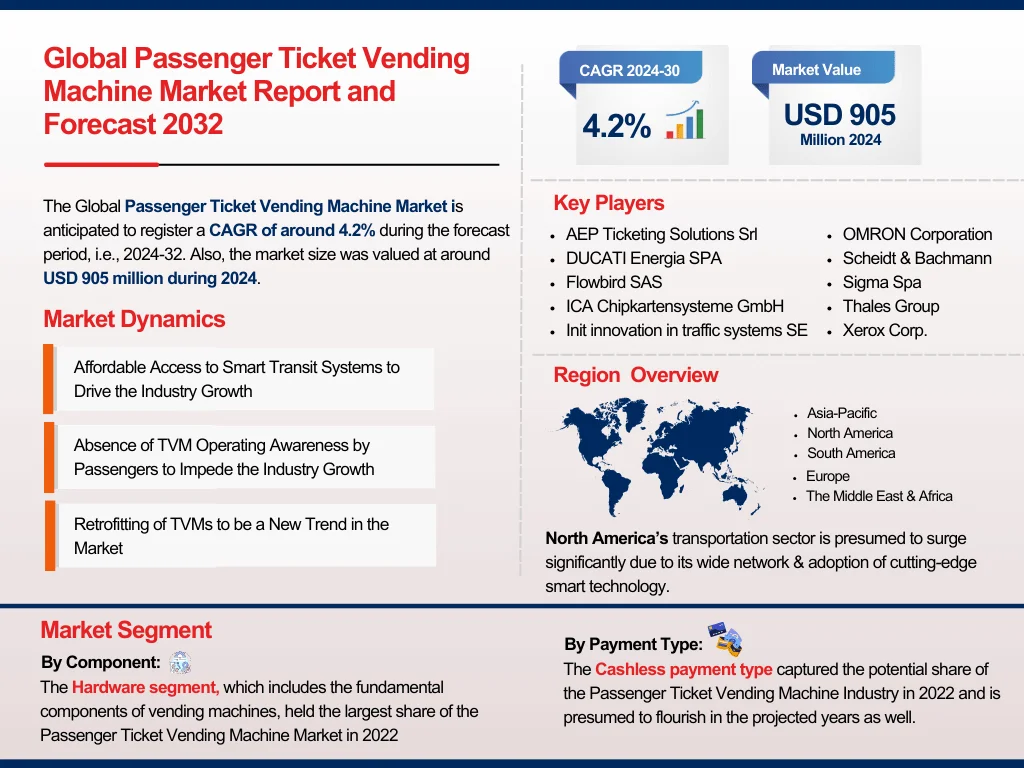 Global Passenger Ticket Vending
Machine Market Report and
Forecast 2032
The Global Passenger Ticket Vending Machine Market is
anticipated to register a CAGR of around 4.2% during the forecast
period, i.e., 2024-32. Also, the market size was valued at around
USD 905 million during 2024.
Market Dynamics
Affordable Access to Smart Transit Systems to
Drive the Industry Growth
Absence of TVM Operating Awareness by
Passengers to Impede the Industry Growth
Retrofitting of TVMs to be a New Trend in the
Market
CAGR 2024-30
4.2%
Market Value
USD 905
Million 2024
Key Players
• AEP Ticketing Solutions Srl
• DUCATI Energia SPA
• Flowbird SAS
• ICA Chipkartensysteme GmbH
• Init innovation in traffic systems SE
• OMRON Corporation
• Scheidt & Bachmann
• Sigma Spa
• Thales Group
• Xerox Corp.
Region Overview
• Asia-Pacific
• North America
• South America
• Europe
• The Middle East & Africa
North America’s transportation sector is presumed to surge
significantly due to its wide network & adoption of cutting-edge
smart technology.
Market Segment
By Component:
The Hardware segment, which includes the fundamental
components of vending machines, held the largest share of the
Passenger Ticket Vending Machine Market in 2022
By Payment Type:
The Cashless payment type captured the potential share of
the Passenger Ticket Vending Machine Industry in 2022 and is
presumed to flourish in the projected years as well.